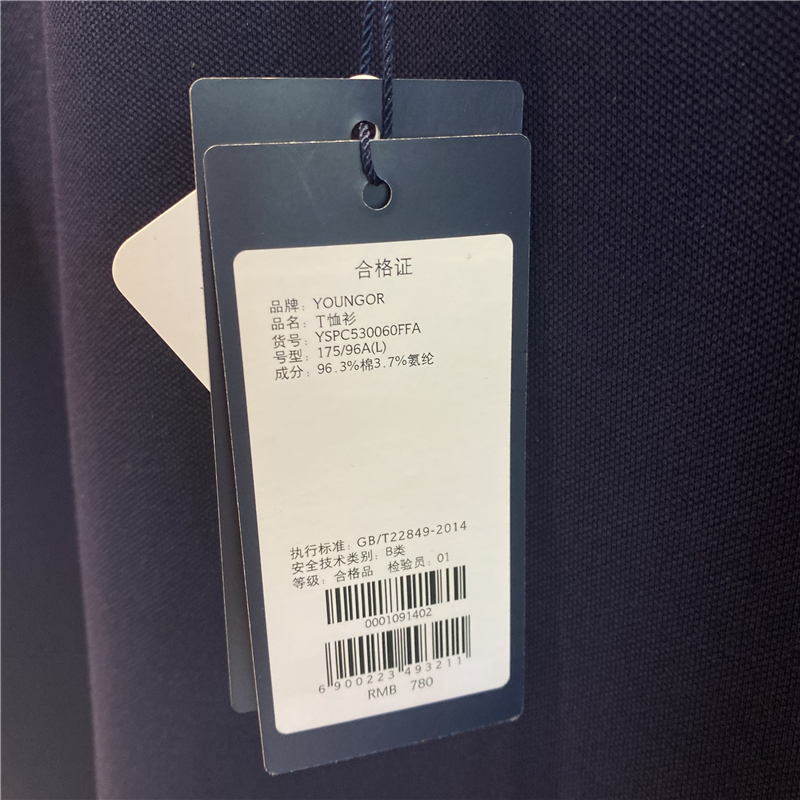 合格证
品牌: YOUNGOR
品名: T恤衫
货号: YSPC530060FFA
号型: 175/96A(L)
成分: 96.3%棉3.7%氨纶
执行标准: GB/T22849-2014
安全技术类别: B类
等级: 合格品 检验员: 01
0001091402
6 900223 493211
RMB 780